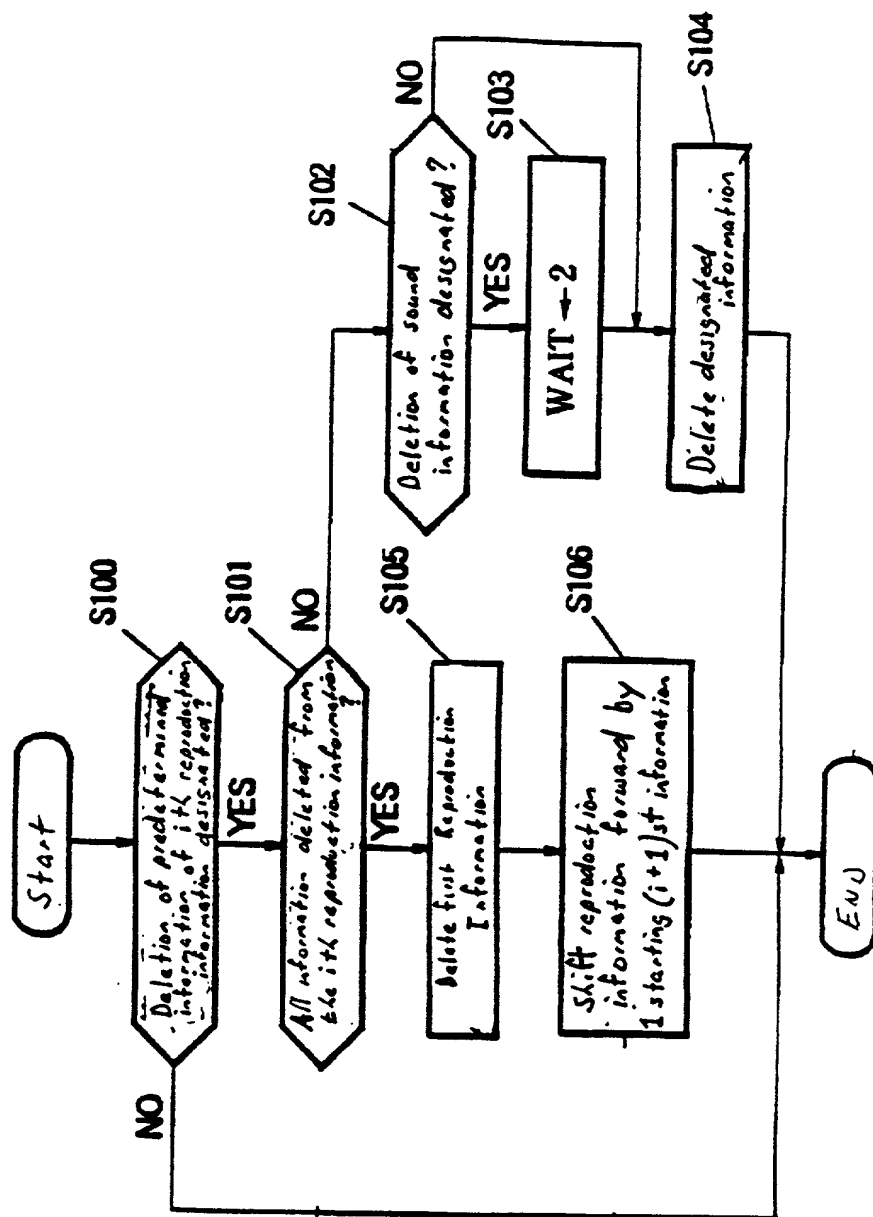 Start
S100
Deletion of predetermined
information of ith reproduction
information designated?
NO
YES
S101
All information deleted from
the ith reproduction information
?
NO
YES
S105
Delete first Reproduction
Information
S106
Shift reproduction
information forward by
1 starting (i+1)st information
S102
Deletion of sound
information designated?
NO
YES
S103
WAIT ← 2
S104
Delete designated
information
END